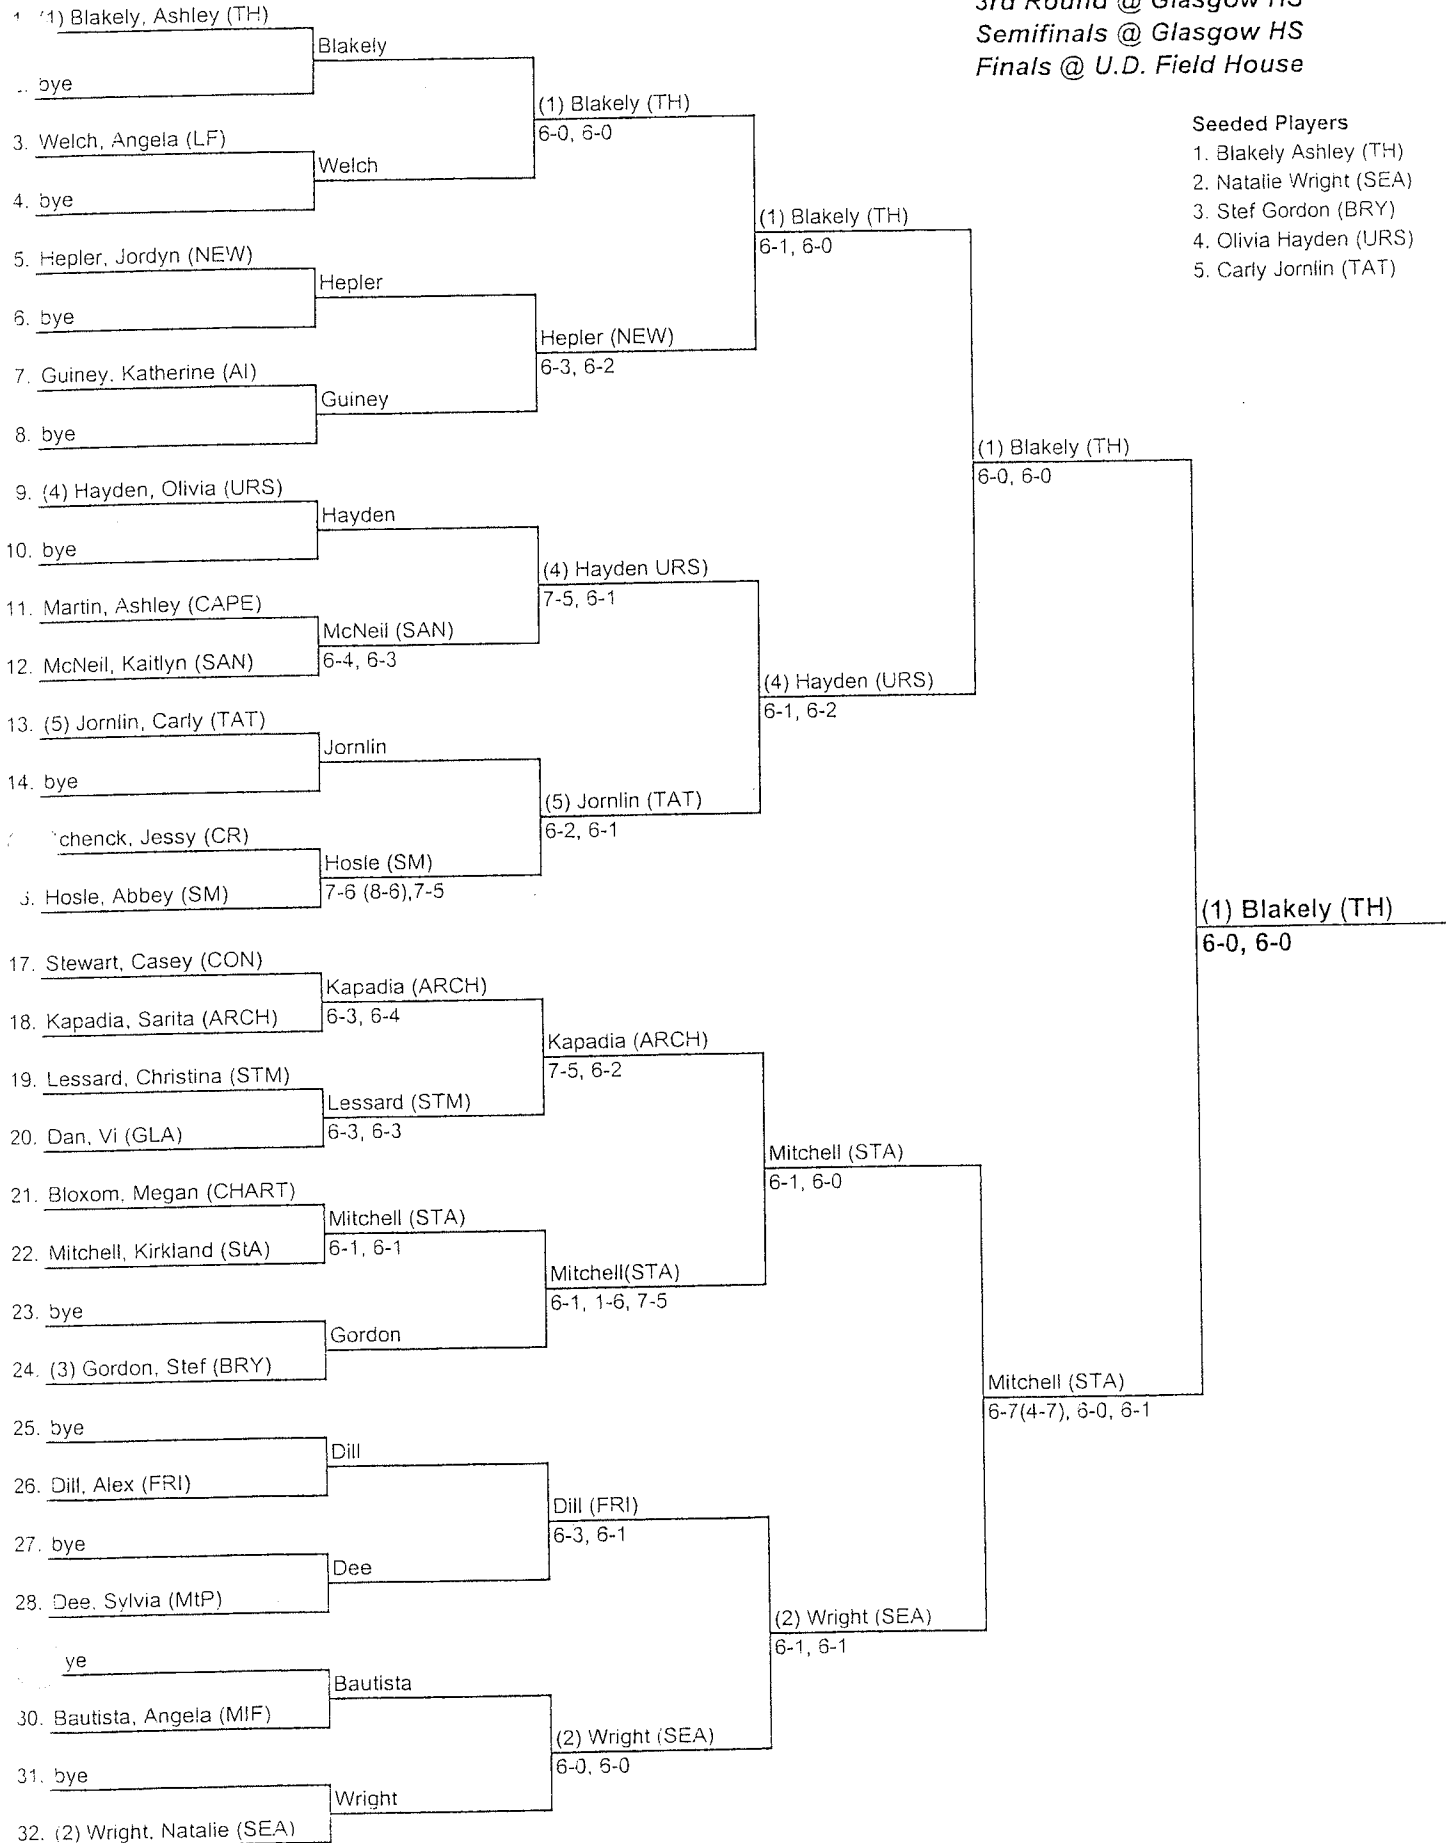 3rd Round @ Glasgow HS
Semifinals @ Glasgow HS
Finals @ U.D. Field House
Seeded Players
1. Blakely Ashley (TH)
2. Natalie Wright (SEA)
3. Stef Gordon (BRY)
4. Olivia Hayden (URS)
5. Carly Jornlin (TAT)
1) Blakely, Ashley (TH)
bye
3. Welch, Angela (LF)
4. bye
5. Hepler, Jordyn (NEW)
6. bye
7. Guiney, Katherine (AI)
8. bye
9. (4) Hayden, Olivia (URS)
10. bye
11. Martin, Ashley (CAPE)
12. McNeil, Kaitlyn (SAN)
13. (5) Jornlin, Carly (TAT)
14. bye
chenck, Jessy (CR)
Hosle, Abbey (SM)
17. Stewart, Casey (CON)
18. Kapadia, Sarita (ARCH)
19. Lessard, Christina (STM)
20. Dan, Vi (GLA)
21. Bloxom, Megan (CHART)
22. Mitchell, Kirkland (StA)
23. bye
24. (3) Gordon, Stef (BRY)
25. bye
26. Dill, Alex (FRI)
27. bye
28. Dee, Sylvia (MtP)
ye
30. Bautista, Angela (MIF)
31. bye
32. (2) Wright, Natalie (SEA)
Blakely
Welch
Hepler
Guiney
Hayden
McNeil (SAN)
6-4, 6-3
Jornlin
Hosle (SM)
7-6 (8-6),7-5
Kapadia (ARCH)
6-3, 6-4
Lessard (STM)
6-3, 6-3
Mitchell (STA)
6-1, 6-1
Gordon
Dill
Dee
Bautista
Wright
(1) Blakely (TH)
6-0, 6-0
Hepler (NEW)
6-3, 6-2
(4) Hayden URS)
7-5, 6-1
(5) Jornlin (TAT)
6-2, 6-1
Kapadia (ARCH)
7-5, 6-2
Mitchell(STA)
6-1, 1-6, 7-5
Dill (FRI)
6-3, 6-1
(2) Wright (SEA)
6-0, 6-0
(1) Blakely (TH)
6-1, 6-0
(4) Hayden (URS)
6-1, 6-2
Mitchell (STA)
6-1, 6-0
(2) Wright (SEA)
6-1, 6-1
(1) Blakely (TH)
6-0, 6-0
Mitchell (STA)
6-7(4-7), 6-0, 6-1
(1) Blakely (TH)
6-0, 6-0